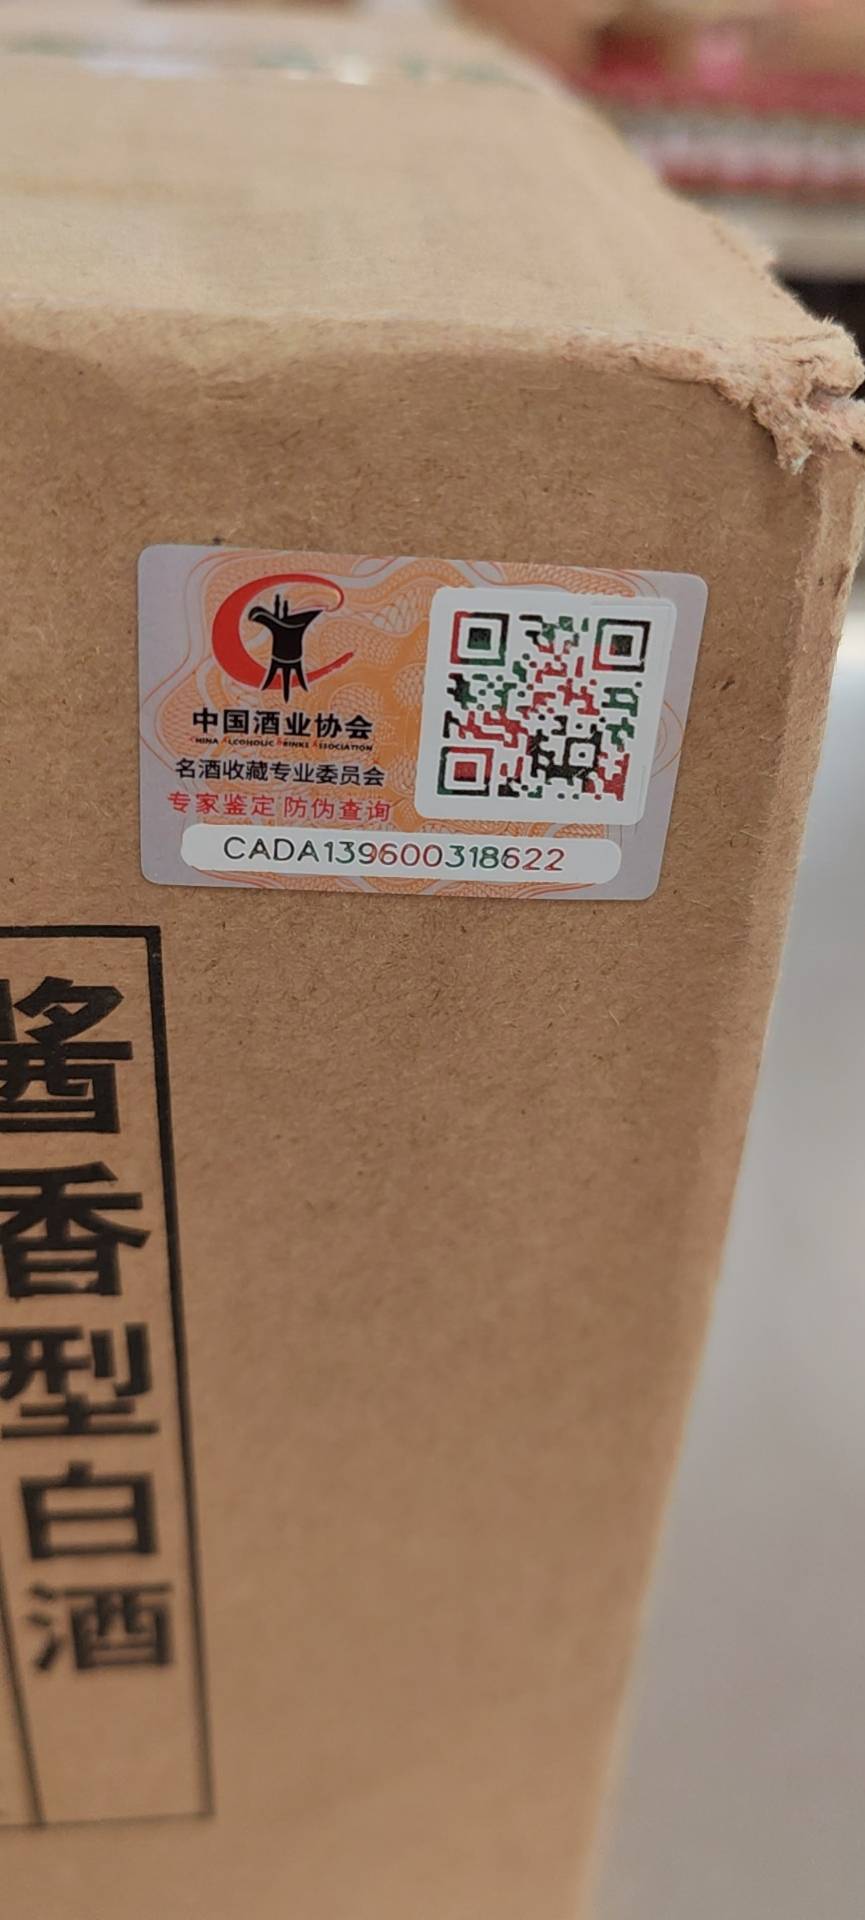 中国酒业协会
CHINA ALCOHOLIC DRINKS ASSOCIATION
名酒收藏专业委员会
专家鉴定 防伪查询
CADA139600318622
酱香型白酒